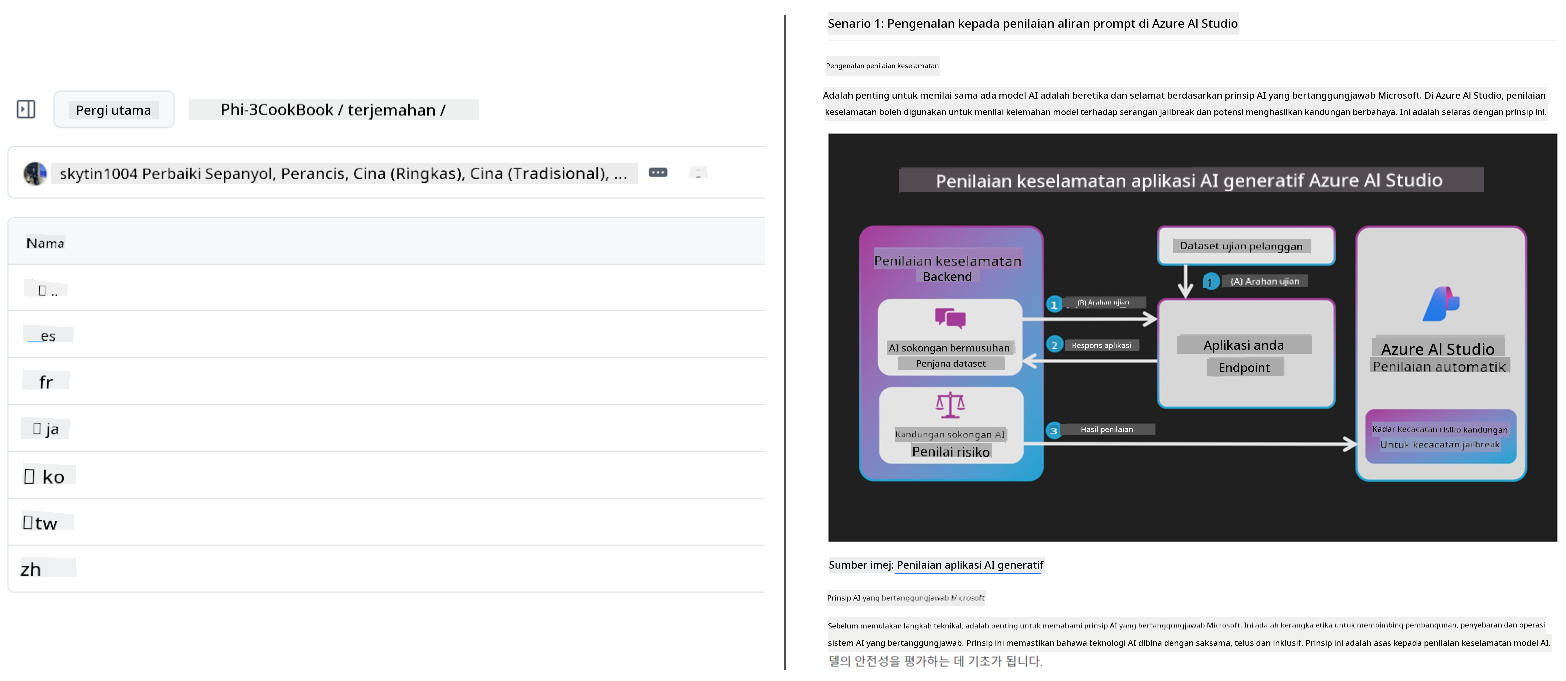 Pergi utama
Phi-3CookBook / terjemahan /
skytin1004 Perbaiki Sepanyol, Perancis, Cina (Ringkas), Cina (Tradisional), ...
Nama
..
es
fr
ja
ko
tw
zh
Senario 1: Pengenalan kepada penilaian aliran prompt di Azure AI Studio
Pengenalan penilaian keselamatan
Adalah penting untuk menilai sama ada model AI adalah beretika dan selamat berdasarkan prinsip AI yang bertanggungjawab Microsoft. Di Azure AI Studio, penilaian
keselamatan boleh digunakan untuk menilai kelemahan model terhadap serangan jailbreak dan potensi menghasilkan kandungan berbahaya. Ini adalah selaras dengan prinsip ini.
Penilaian keselamatan aplikasi AI generatif Azure AI Studio
Penilaian keselamatan
Backend
AI sokongan bermusuhan
Penjana dataset
Kandungan sokongan AI
Penilai risiko
1 (B) Arahan ujian
2 Respons aplikasi
3 Hasil penilaian
Dataset ujian pelanggan
1 (A) Arahan ujian
Aplikasi anda
Endpoint
Azure AI Studio
Penilaian automatik
Kadar kecacatan risiko kandungan
Untuk kecacatan jailbreak
Sumber imej: Penilaian aplikasi AI generatif
Prinsip AI yang bertanggungjawab Microsoft
Sebelum memulakan langkah teknikal, adalah penting untuk memahami prinsip AI yang bertanggungjawab Microsoft. Ini adalah kerangka etika untuk membimbing pembangunan, penyebaran dan operasi
sistem AI yang bertanggungjawab. Prinsip ini memastikan bahawa teknologi AI dibina dengan saksama, telus dan inklusif. Prinsip ini adalah asas kepada penilaian keselamatan model AI.
델의 안전성을 평가하는 데 기초가 됩니다.